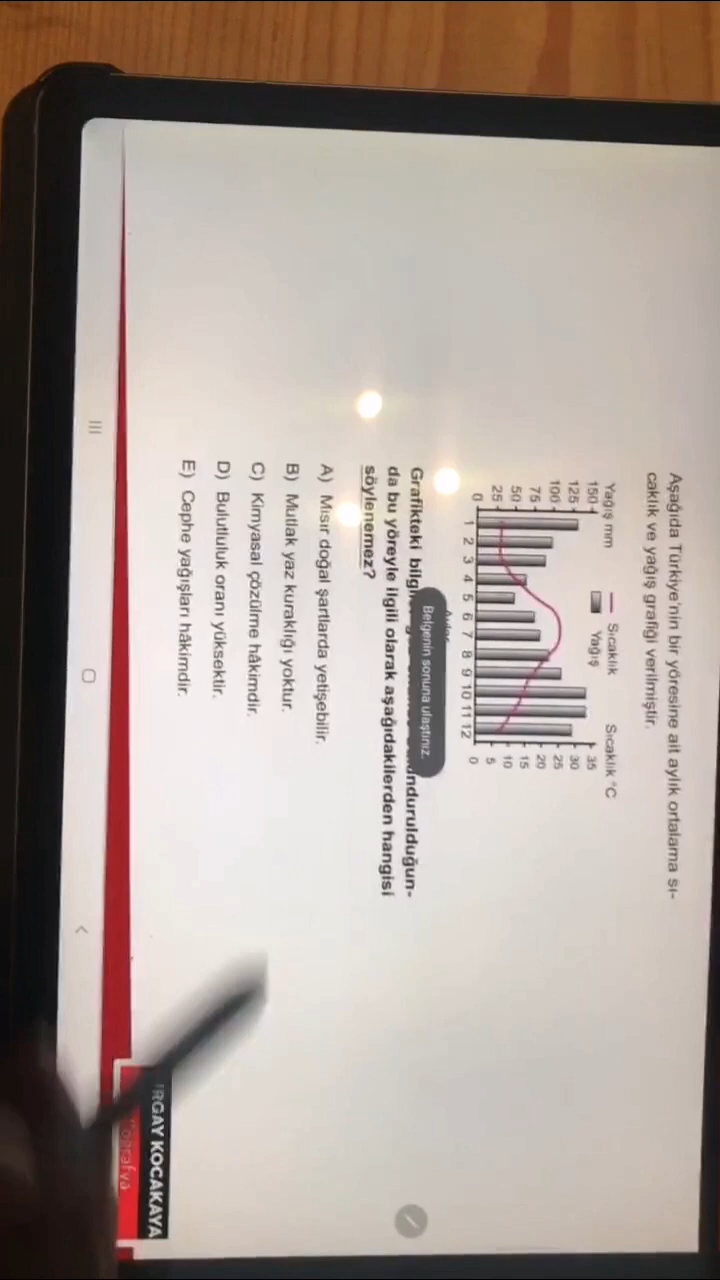 Aşağıda Türkiye'nin bir yöresine ait aylık ortalama sı-
caklık ve yağış grafiği verilmiştir.
Yağış mm
Sıcaklık
Yağış
Sıcaklık °C
150
125
100
75
50
25
0
35
30
25
20
15
10
5
0
1 2 3 4 5 6 7 8 9 10 11 12
Belgenin sonuna ulaştınız.
Grafikteki
da bu yöreyle ilgili olarak aşağıdakilerden hangisi
söylenemez?
A) Mısır doğal şartlarda yetişebilir.
B) Mutlak yaz kuraklığı yoktur.
C) Kimyasal çözülme hâkimdir.
D) Bulutluluk oranı yüksektir.
E) Cephe yağışları hâkimdir.
RGAY KOCAKAYA